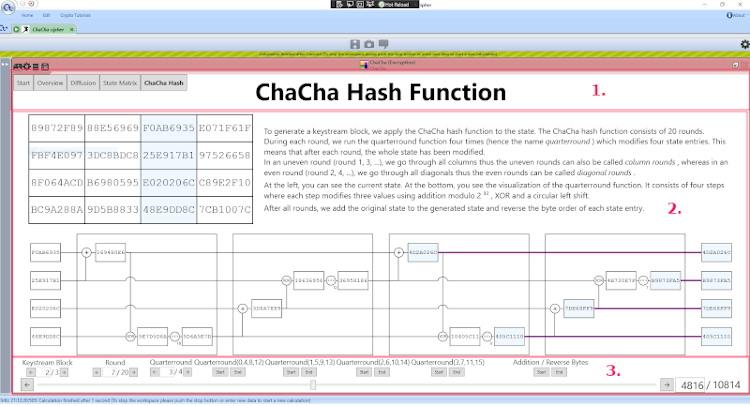 Hot Reload
cipher
Home Edit Crypto Tutorials
About
ChaCha cipher
ChaCha (Encryption)
Start Overview Diffusion State Matrix ChaCha Hash
ChaCha Hash Function
1.
89872F89 88E56969 F0AB6935 E071F61F
FBF4E097 3DC8BDC8 25E917B1 97526658
8F064ACD B6980595 E020206C C89E2F10
BC9A288A 9D5B8833 48E9DD8C 7CB1007C
To generate a keystream block, we apply the ChaCha hash function to the state. The ChaCha hash function consists of 20 rounds.
During each round, we run the quarterround function four times (hence the name quarterround ) which modifies four state entries. This
means that after each round, the whole state has been modified.
In an uneven round (round 1, 3, ...), we go through all columns thus the uneven rounds can also be called column rounds , whereas in an
even round (round 2, 4, ...), we go through all diagonals thus the even rounds can be called diagonal rounds .
At the left, you can see the current state. At the bottom, you see the visualization of the quarterround function. It consists of four steps
where each step modifies three values using addition modulo 2 32 , XOR and a circular left shift.
After all rounds, we add the original state to the generated state and reverse the byte order of each state entry.
2.
F0AB6935
25E917B1
E020206C
48E9DD8C
Keystream Block Round Quarterround Quarterround(0,4,8,12) Quarterround(1,5,9,13) Quarterround(2,6,10,14) Quarterround(3,7,11,15) Addition / Reverse Bytes
2 / 3 2 / 20 3 / 4 Start End Start End Start End Start End Start End
3.
4816 / 10814